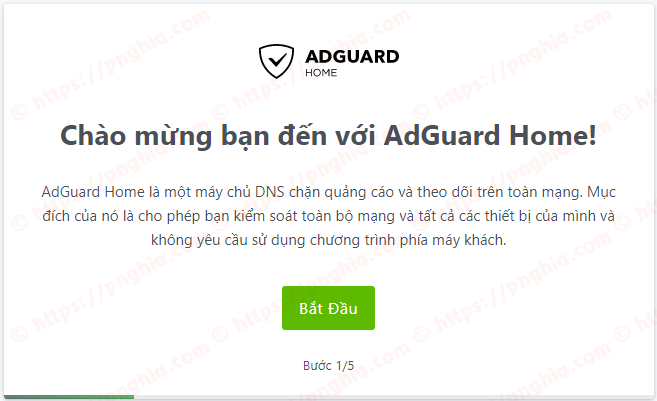 ADGUARD
HOME
Chào mừng bạn đến với AdGuard Home!
AdGuard Home là một máy chủ DNS chặn quảng cáo và theo dõi trên toàn mạng. Mục
đích của nó là cho phép bạn kiểm soát toàn bộ mạng và tất cả các thiết bị của mình và
không yêu cầu sử dụng chương trình phía máy khách.
Bắt Đầu
Bước 1/5
© https://pnghia.com